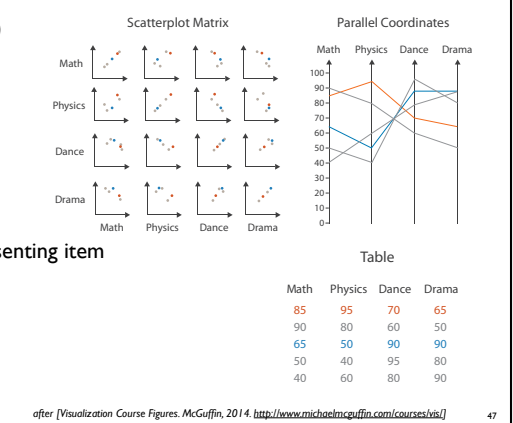 Scatterplot Matrix
Parallel Coordinates
Math
Physics
Dance
Drama
Math Physics Dance Drama
Math Physics Dance Drama
100
90
80
70
60
50
40
30
20
10
0
senting item
Table
Math Physics Dance Drama
85 95 70 65
90 80 60 50
65 50 90 90
50 40 95 80
40 60 80 90
after [Visualization Course Figures. McGuffin, 2014. http://www.michaelmcguffin.com/courses/vis/]
47